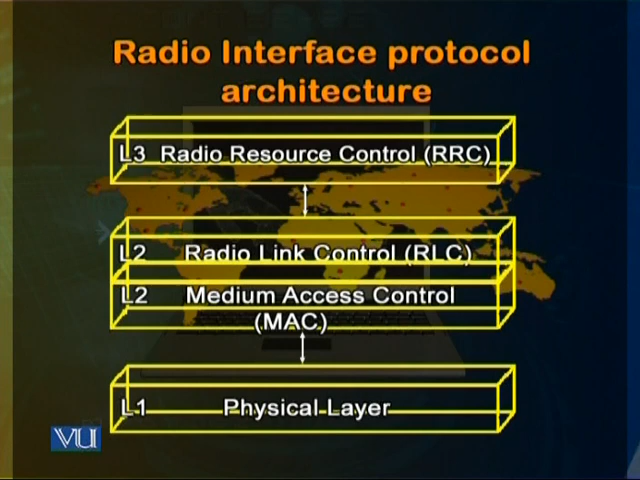 Radio Interface protocol
architecture
L3 Radio Resource Control (RRC)
L2 Radio Link Control (RLC)
L2 Medium Access Control
(MAC)
L1 Physical Layer
VU